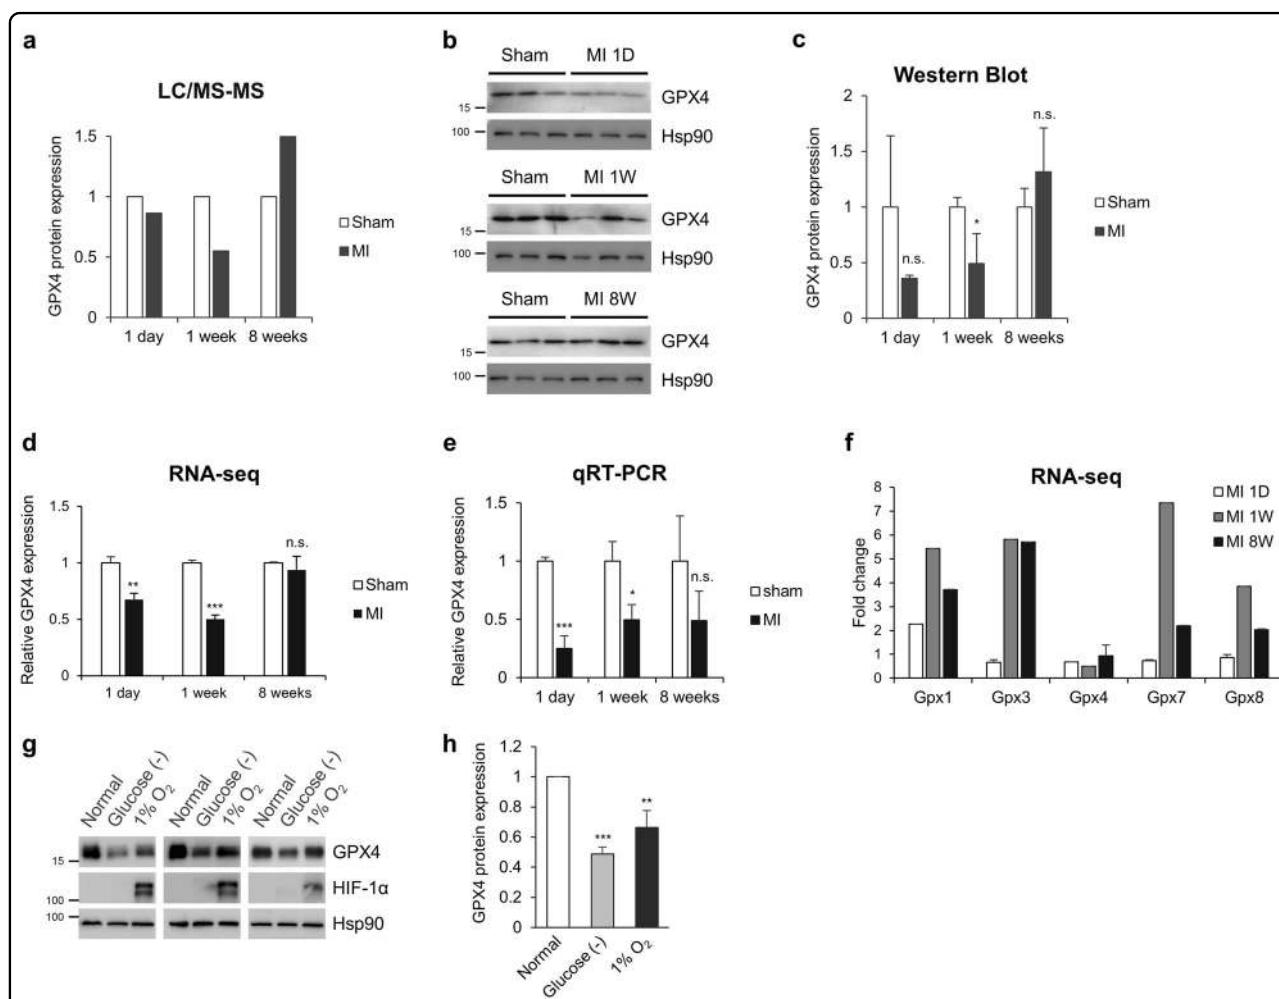 a
LC/MS-MS
GPX4 protein expression
1.5
1
0.5
0
1 day 1 week 8 weeks
Sham
MI
b
Sham MI 1D
GPX4
15
100
Hsp90
Sham MI 1W
GPX4
15
100
Hsp90
Sham MI 8W
GPX4
15
100
Hsp90
c
Western Blot
GPX4 protein expression
2
1.5
1
0.5
0
n.s.
*
n.s.
1 day 1 week 8 weeks
Sham
MI
d
RNA-seq
Relative GPX4 expression
1.5
1
0.5
0
**
***
n.s.
1 day 1 week 8 weeks
Sham
MI
e
qRT-PCR
Relative GPX4 expression
1.5
1
0.5
0
***
*
n.s.
1 day 1 week 8 weeks
sham
MI
f
RNA-seq
Fold change
8
7
6
5
4
3
2
1
0
Gpx1 Gpx3 Gpx4 Gpx7 Gpx8
MI 1D
MI 1W
MI 8W
g
Normal Glucose (-) 1% O2 Normal Glucose (-) 1% O2 Normal Glucose (-) 1% O2
GPX4
15
HIF-1α
100
100
Hsp90
h
GPX4 protein expression
1.2
1
0.8
0.6
0.4
0.2
0
***
**
Normal Glucose (-) 1% O2